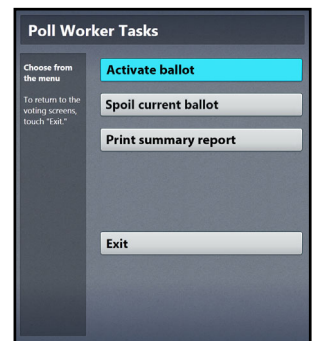 Poll Worker Tasks
Choose from
the menu
To return to the
voting screens,
touch "Exit."
Activate ballot
Spoil current ballot
Print summary report
Exit